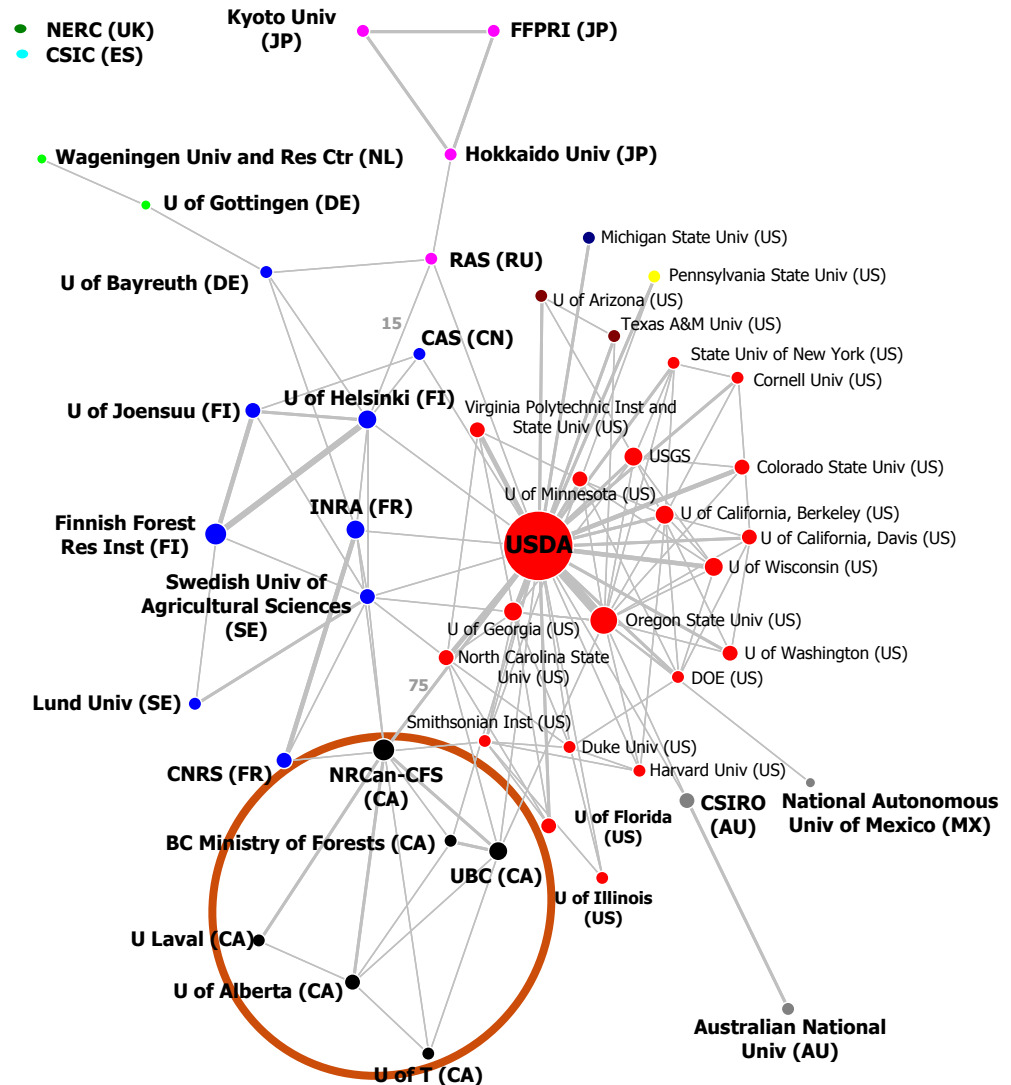 Kyoto Univ
(JP)
FFPRI (JP)
NERC (UK)
CSIC (ES)
Hokkaido Univ (JP)
Wageningen Univ and Res Ctr (NL)
U of Gottingen (DE)
Michigan State Univ (US)
RAS (RU)
U of Bayreuth (DE)
Pennsylvania State Univ (US)
U of Arizona (US)
15
Texas A&M Univ (US)
CAS (CN)
State Univ of New York (US)
Cornell Univ (US)
U of Helsinki (FI)
U of Joensuu (FI)
Virginia Polytechnic Inst and
State Univ (US)
USGS
Colorado State Univ (US)
U of Minnesota (US)
INRA (FR)
U of California, Berkeley (US)
Finnish Forest
Res Inst (FI)
USDA
U of California, Davis (US)
U of Wisconsin (US)
Swedish Univ of
Agricultural Sciences
(SE)
Oregon State Univ (US)
U of Georgia (US)
U of Washington (US)
North Carolina State
Univ (US)
DOE (US)
75
Lund Univ (SE)
Smithsonian Inst (US)
Duke Univ (US)
Harvard Univ (US)
CNRS (FR)
NRCan-CFS
(CA)
CSIRO
(AU)
National Autonomous
Univ of Mexico (MX)
U of Florida
(US)
BC Ministry of Forests (CA)
UBC (CA)
U of Illinois
(US)
U Laval (CA)
U of Alberta (CA)
Australian National
Univ (AU)
U of T (CA)